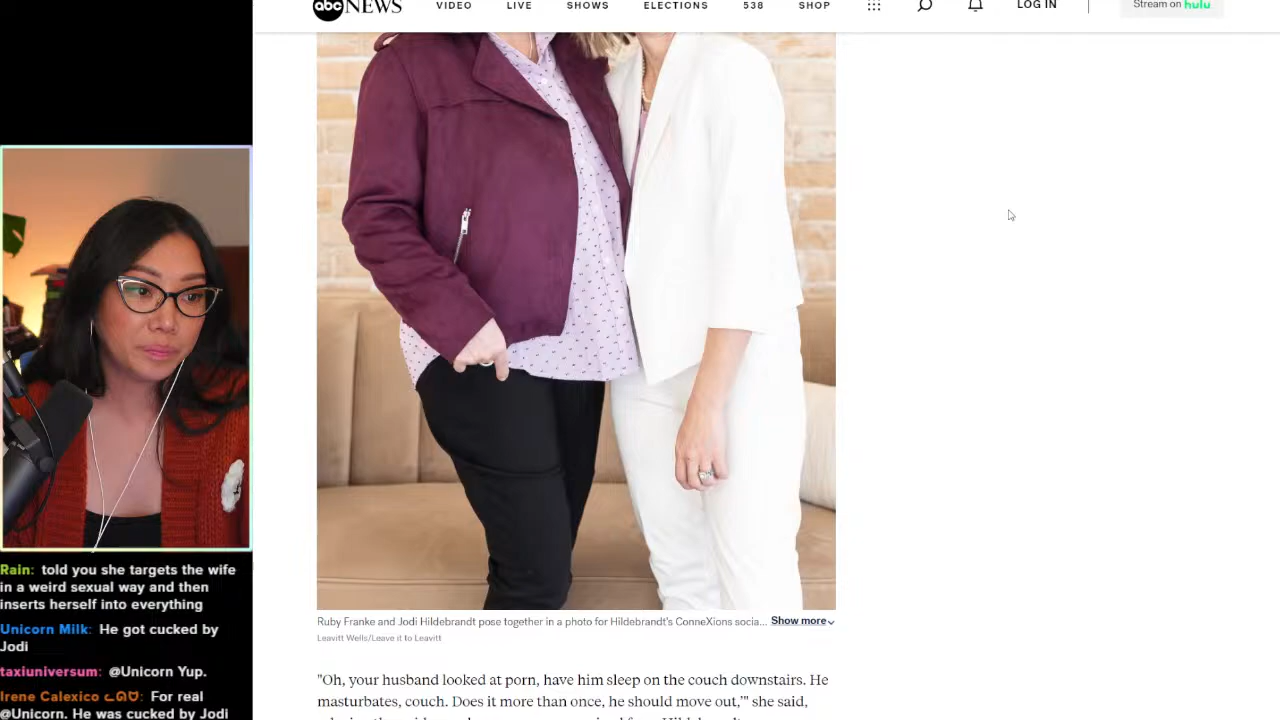 abc NEWS VIDEO LIVE SHOWS ELECTIONS 538 SHOP LOG IN Stream on hulu
Ruby Franke and Jodi Hildebrandt pose together in a photo for Hildebrandt's ConneXions socia... Show more
Leavitt Wells/Leave it to Leavitt
"Oh, your husband looked at porn, have him sleep on the couch downstairs. He
masturbates, couch. Does it more than once, he should move out,'" she said,
Rain: told you she targets the wife
in a weird sexual way and then
inserts herself into everything
Unicorn Milk: He got cucked by
Jodi
taxiuniversum: @Unicorn Yup.
Irene Calexico ᓚᘏᗢ: For real
@Unicorn. He was cucked by Jodi